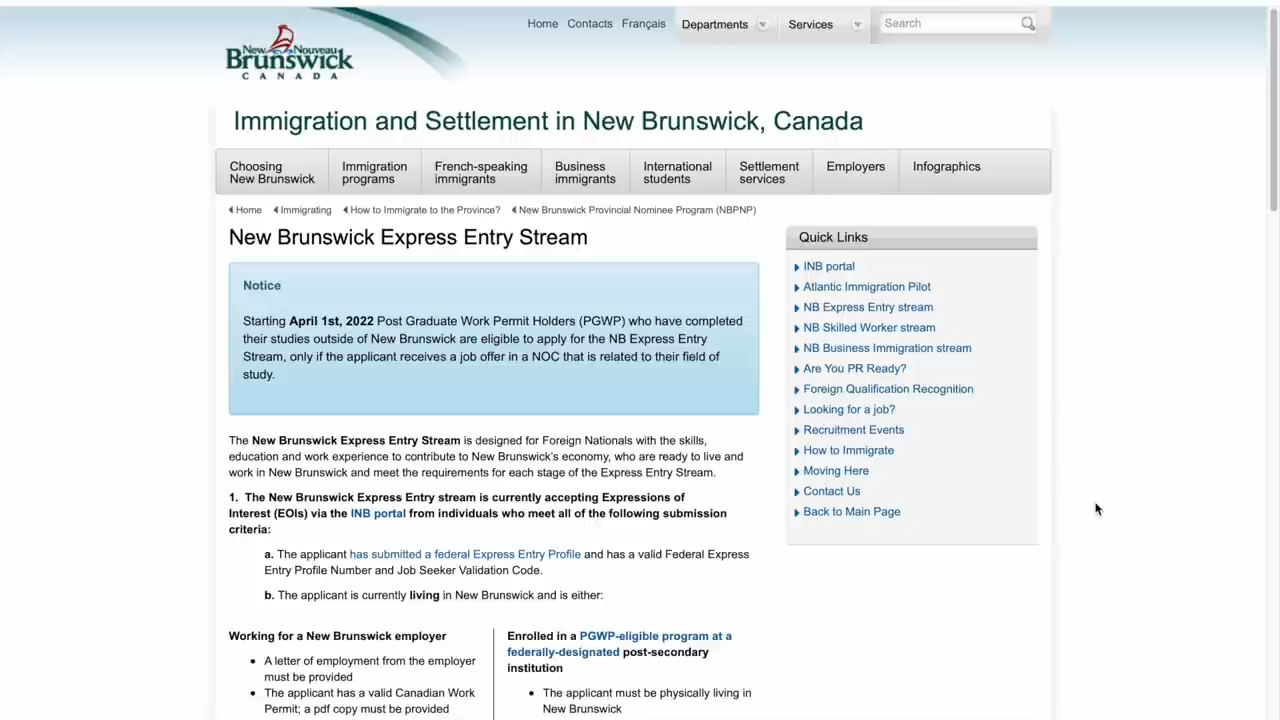 Home Contacts Français Departments Services Search
New Nouveau
Brunswick
CANADA
Immigration and Settlement in New Brunswick, Canada
Choosing New Brunswick
Immigration programs
French-speaking immigrants
Business immigrants
International students
Settlement services
Employers
Infographics
Home Immigrating How to Immigrate to the Province? New Brunswick Provincial Nominee Program (NBPNP)
New Brunswick Express Entry Stream
Notice
Starting April 1st, 2022 Post Graduate Work Permit Holders (PGWP) who have completed
their studies outside of New Brunswick are eligible to apply for the NB Express Entry
Stream, only if the applicant receives a job offer in a NOC that is related to their field of
study.
The New Brunswick Express Entry Stream is designed for Foreign Nationals with the skills,
education and work experience to contribute to New Brunswick's economy, who are ready to live and
work in New Brunswick and meet the requirements for each stage of the Express Entry Stream.
1. The New Brunswick Express Entry stream is currently accepting Expressions of
Interest (EOIs) via the INB portal from individuals who meet all of the following submission
criteria:
a. The applicant has submitted a federal Express Entry Profile and has a valid Federal Express
Entry Profile Number and Job Seeker Validation Code.
b. The applicant is currently living in New Brunswick and is either:
Working for a New Brunswick employer
A letter of employment from the employer
must be provided
The applicant has a valid Canadian Work
Permit; a pdf copy must be provided
Enrolled in a PGWP-eligible program at a
federally-designated post-secondary
institution
The applicant must be physically living in
New Brunswick
Quick Links
INB portal
Atlantic Immigration Pilot
NB Express Entry stream
NB Skilled Worker stream
NB Business Immigration stream
Are You PR Ready?
Foreign Qualification Recognition
Looking for a job?
Recruitment Events
How to Immigrate
Moving Here
Contact Us
Back to Main Page